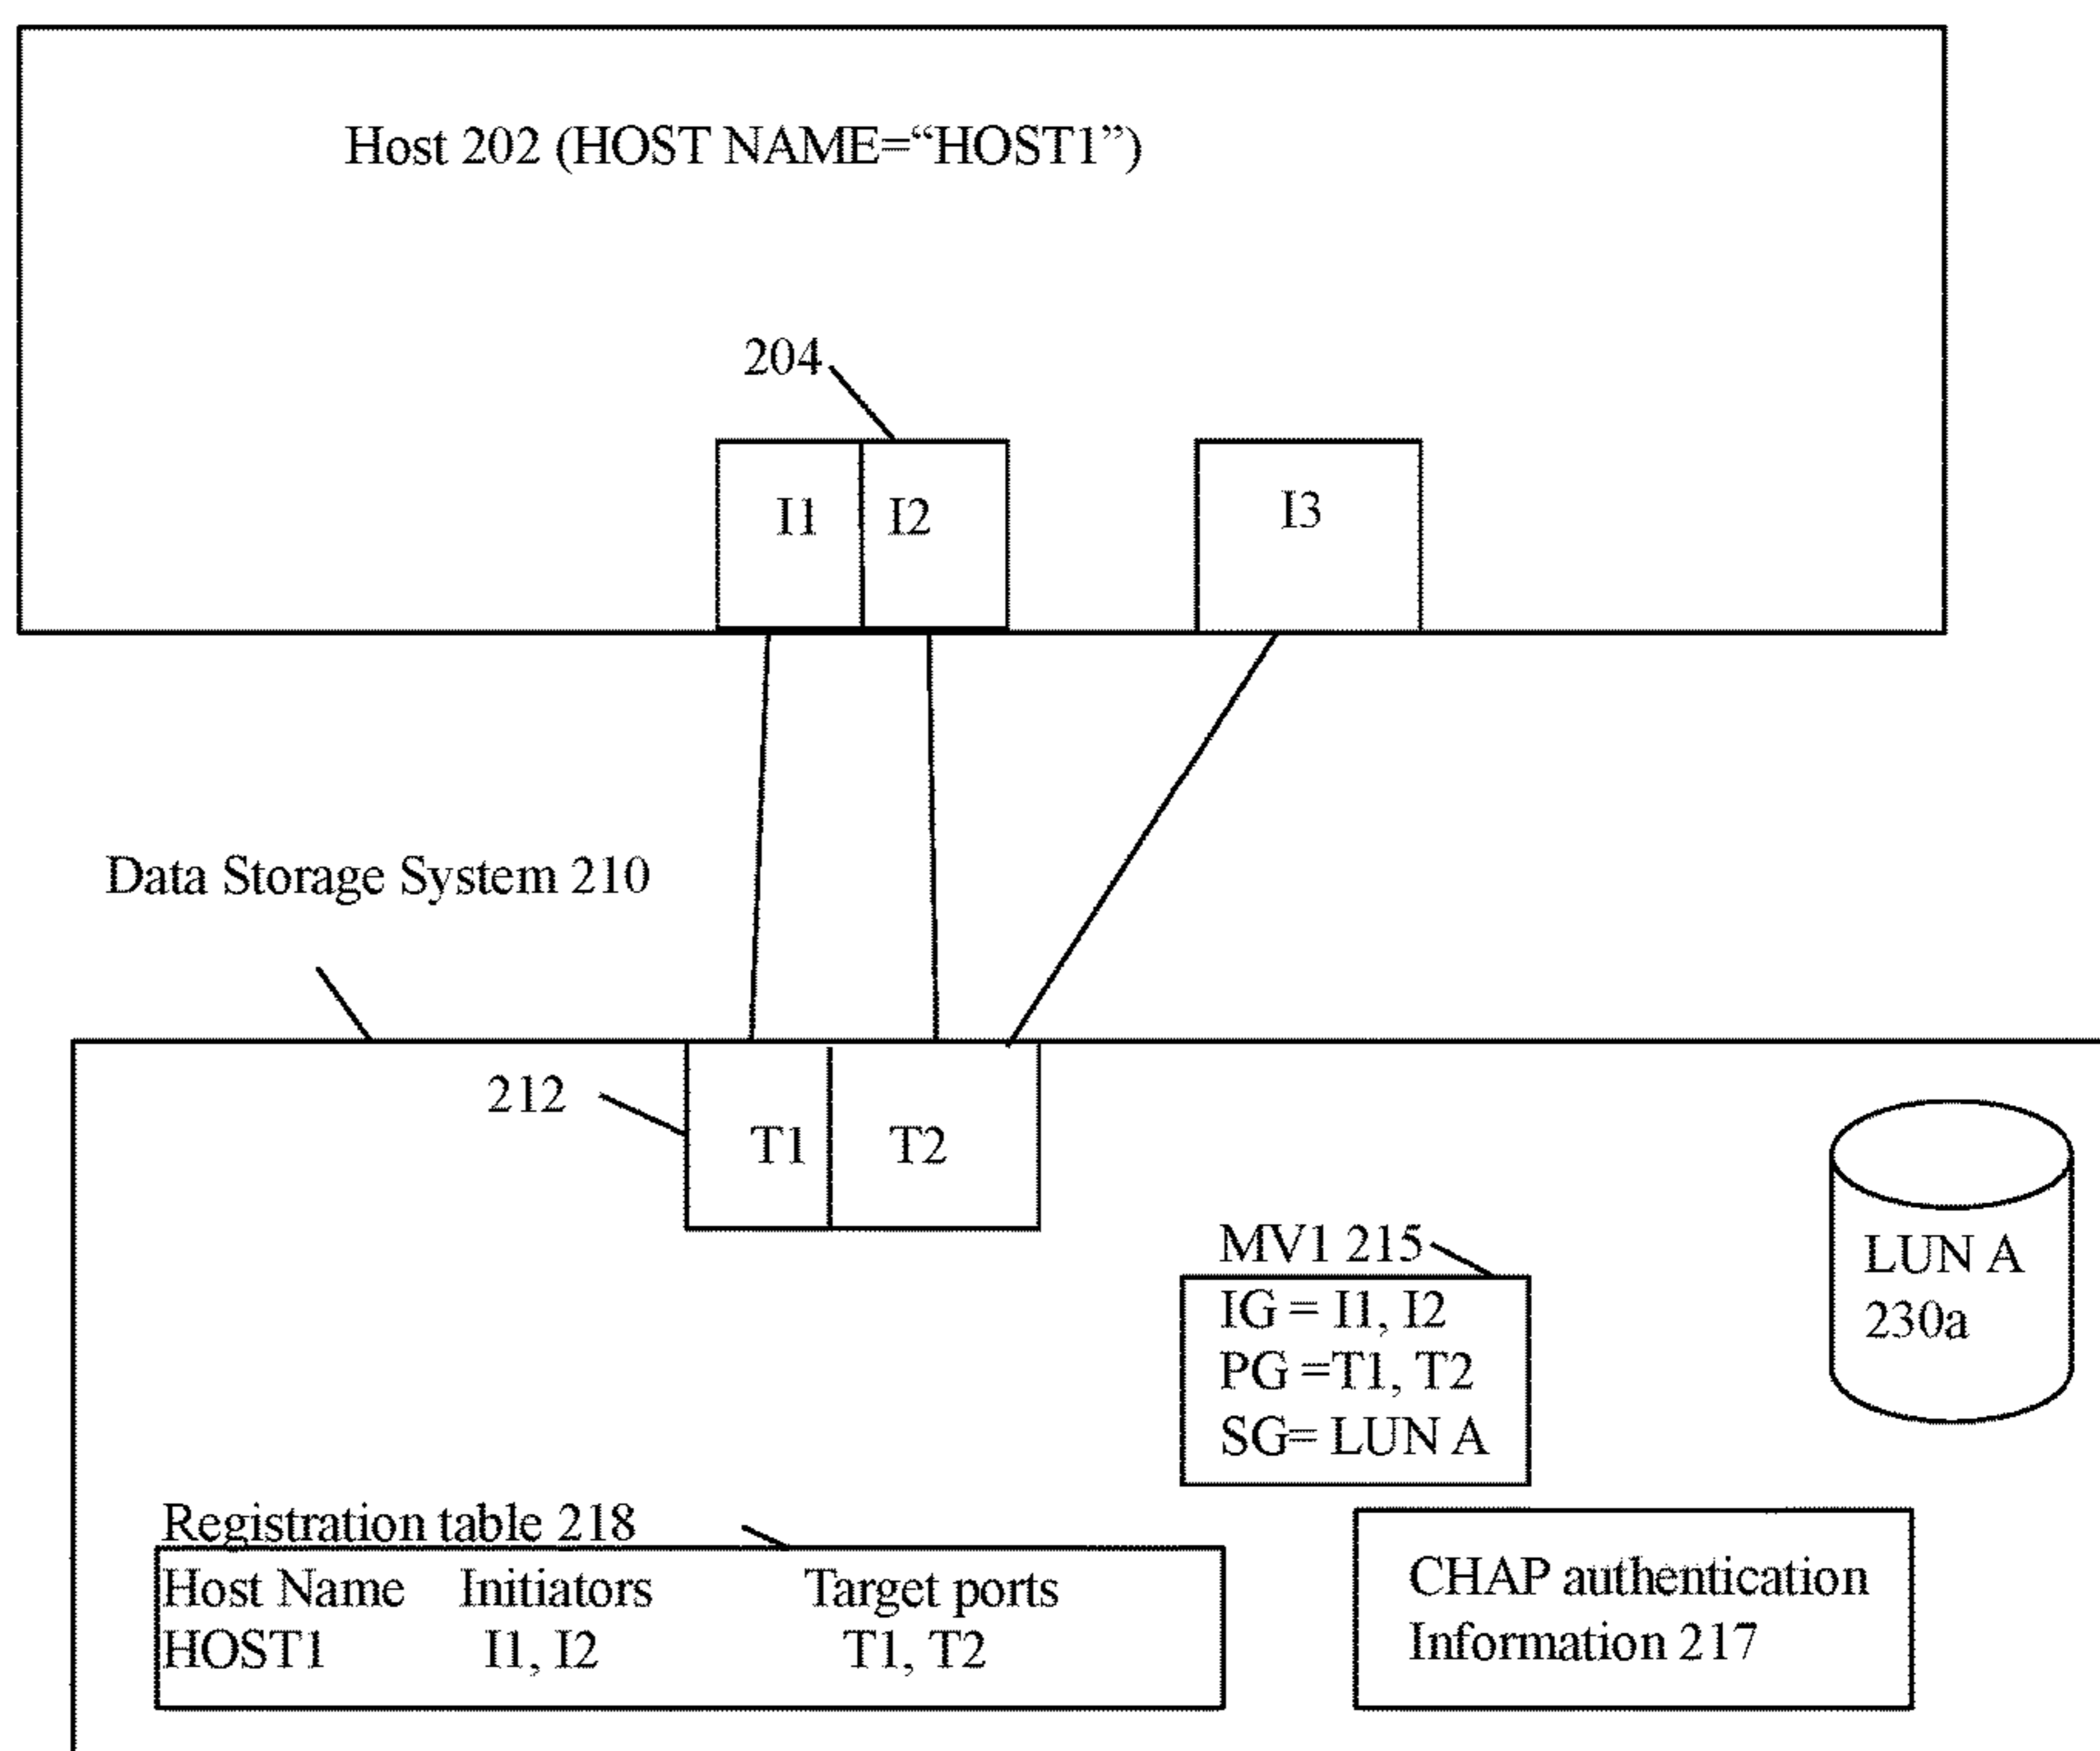 Host 202 (HOST NAME=“HOST1”)
204
I1 I2 I3
Data Storage System 210
212
T1 T2
MV1 215
IG = I1, I2
PG =T1, T2
SG= LUN A
LUN A
230a
Registration table 218
Host Name Initiators Target ports
HOST1 I1, I2 T1, T2
CHAP authentication
Information 217